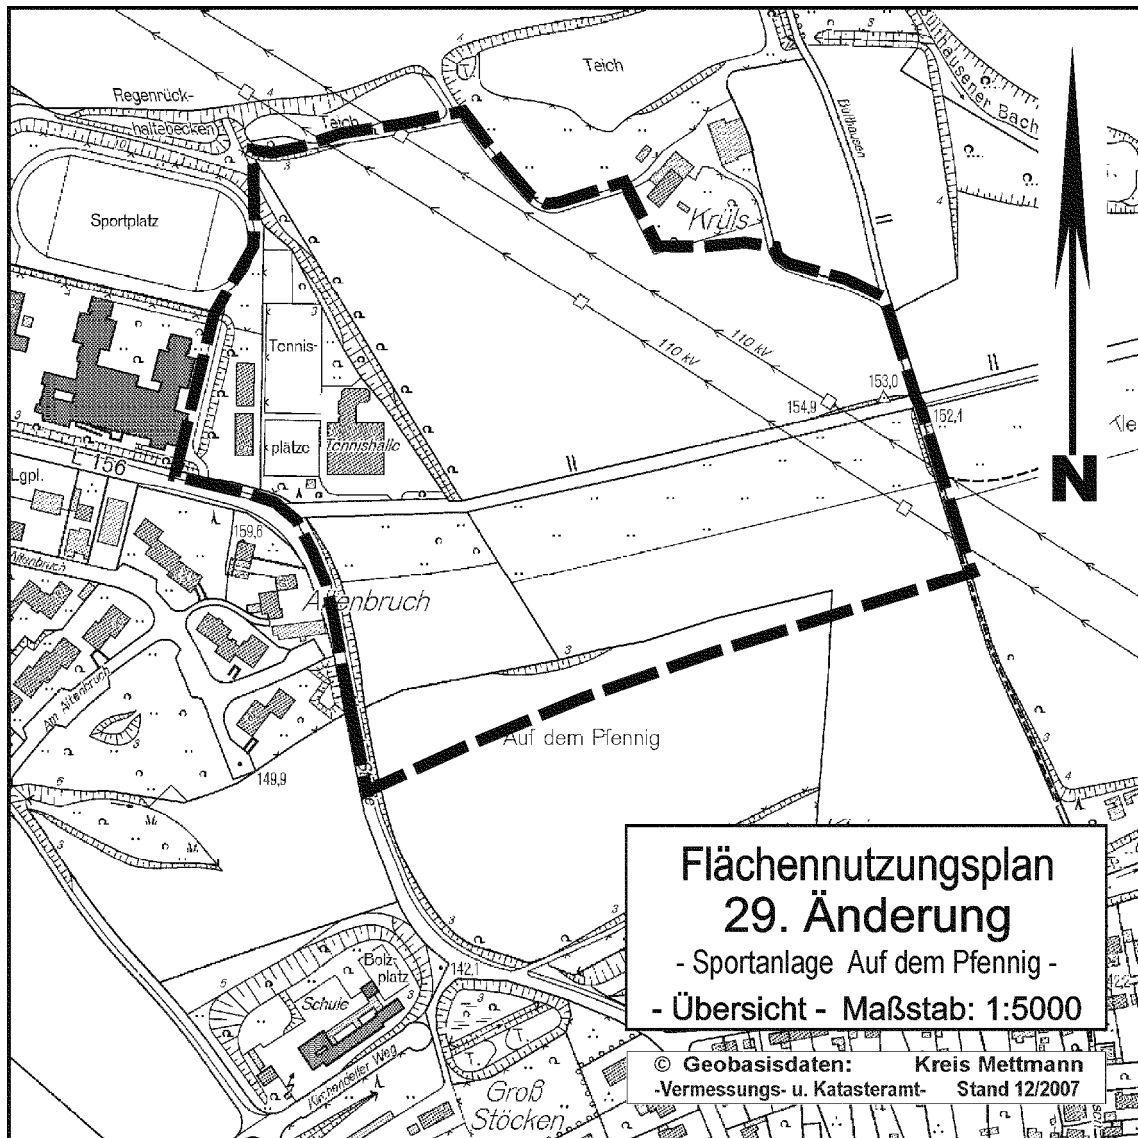 Teich
Bülthausener Bach
Regenrück-
haltebecken
Teich
Bülthausen
Krüls
Sportplatz
Tennis-
plätze
Tennishalle
110 kV
110 kV
153,0
154,9
152,1
L 156
Lgpl.
159,6
Altenbruch
Altenbruch
Am Altenbruch
149,9
Auf dem Pfennig
N
Flächennutzungsplan
29. Änderung
- Sportanlage Auf dem Pfennig -
- Übersicht - Maßstab: 1:5000
Bolz-
platz
142,1
Schule
Kirchendeller Weg
Groß
Stöcken
© Geobasisdaten: Kreis Mettmann
-Vermessungs- u. Katasteramt- Stand 12/2007